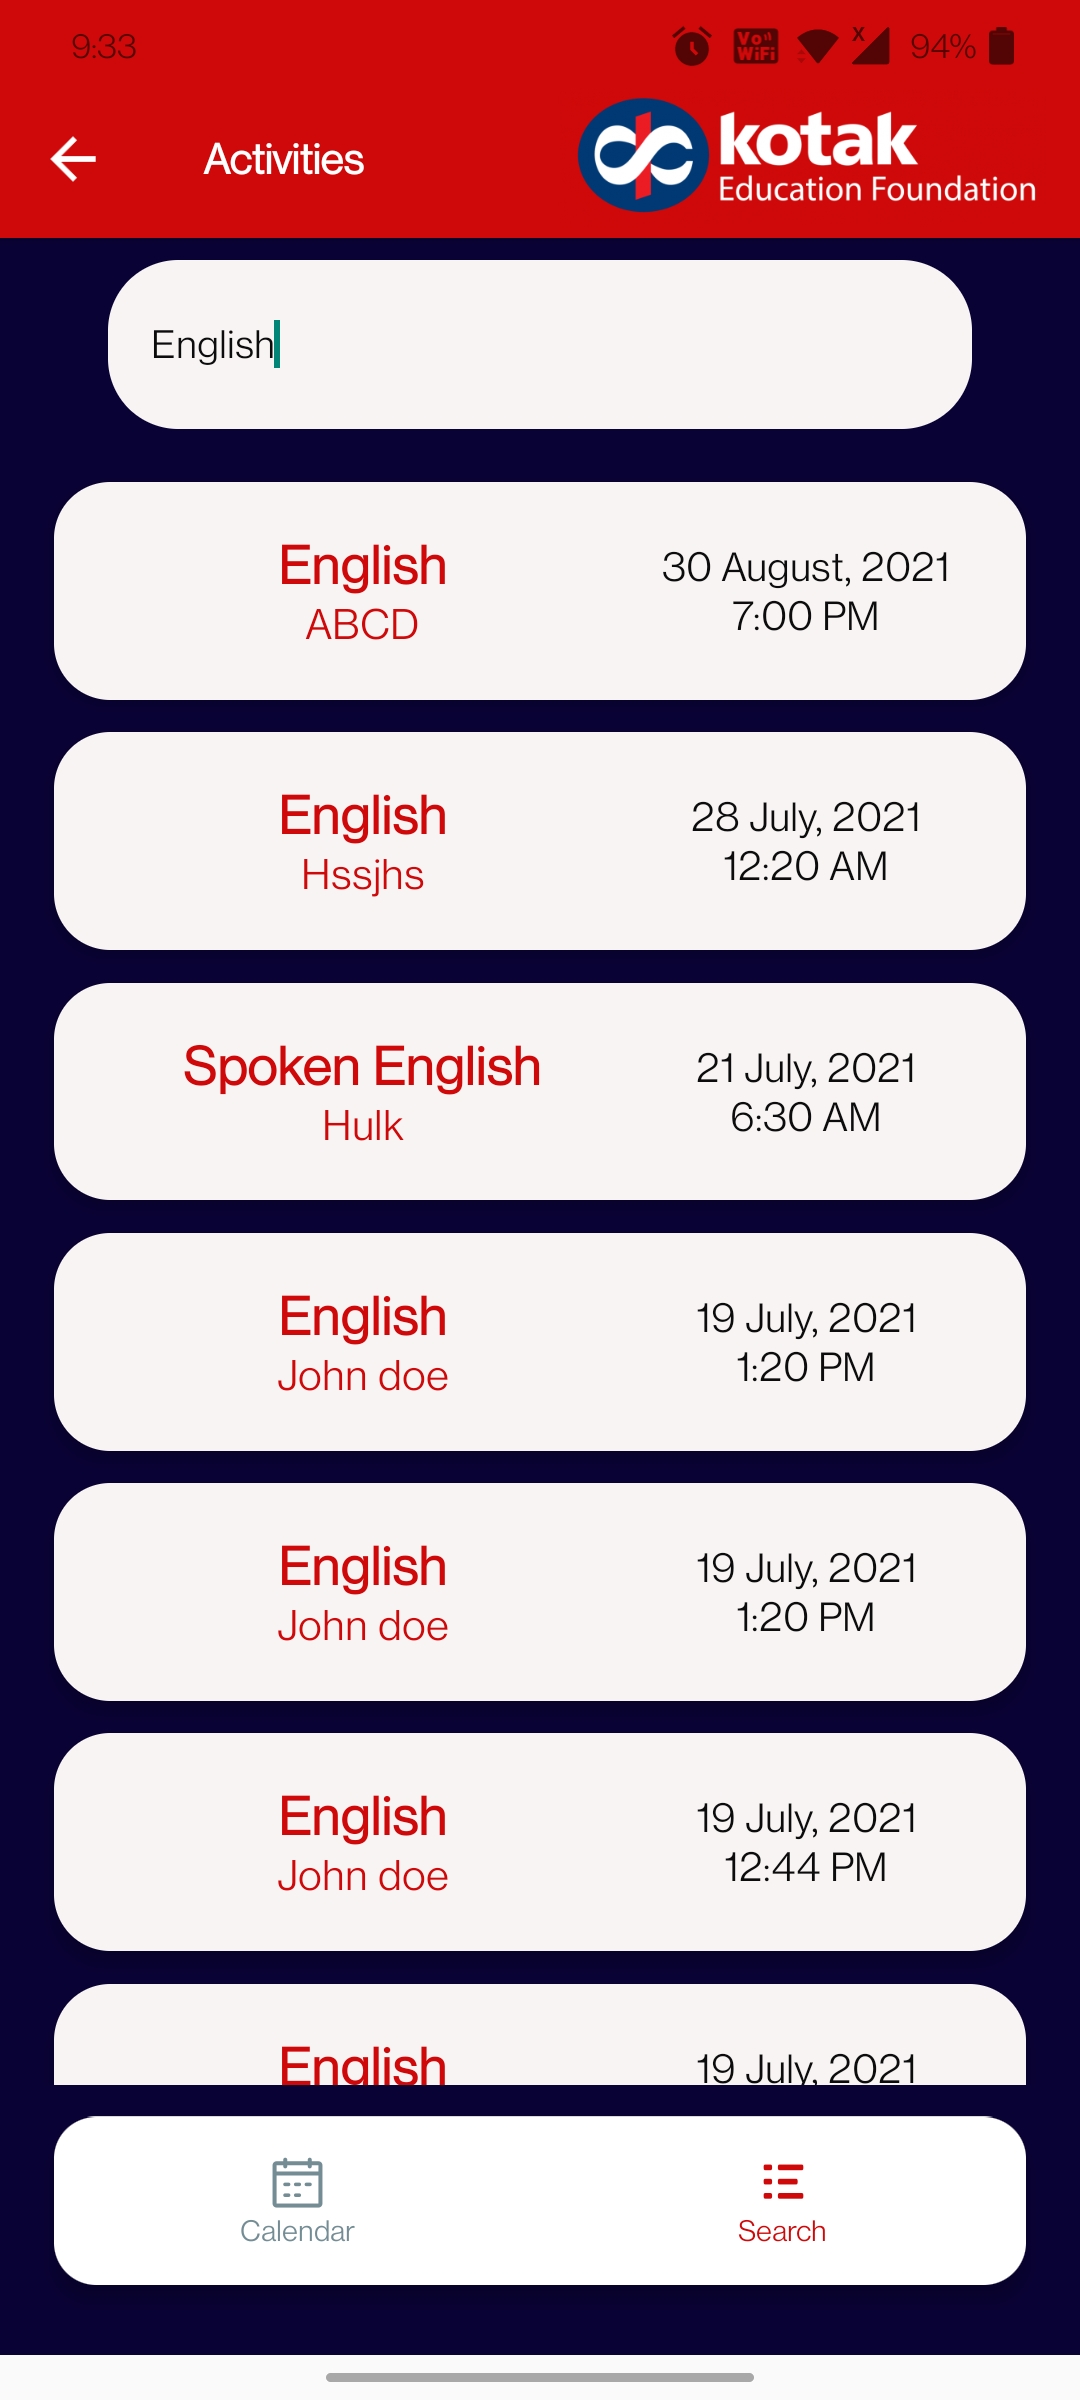 9:33
Vo
WiFi
X
94%
Activities
kotak
Education Foundation
English
English
ABCD
30 August, 2021
7:00 PM
English
Hssjhs
28 July, 2021
12:20 AM
Spoken English
Hulk
21 July, 2021
6:30 AM
English
John doe
19 July, 2021
1:20 PM
English
John doe
19 July, 2021
1:20 PM
English
John doe
19 July, 2021
12:44 PM
English
19 July, 2021
Calendar
Search